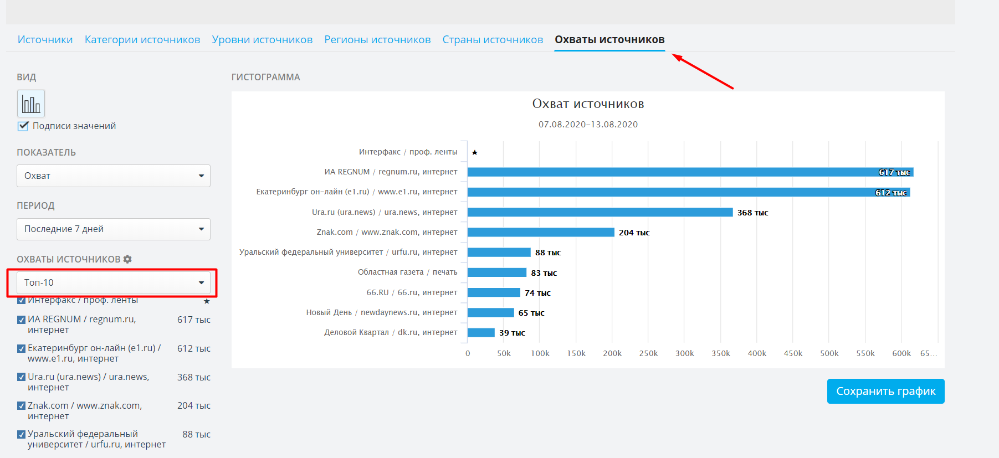 Источники Категории источников Уровни источников Регионы источников Страны источников Охваты источников
ВИД
Подписи значений
ПОКАЗАТЕЛЬ
Охват
ПЕРИОД
Последние 7 дней
ОХВАТЫ ИСТОЧНИКОВ
Топ-10
Интерфакс / проф. ленты ★
ИА REGNUM / regnum.ru, 617 тыс
интернет
Екатеринбург он-лайн (e1.ru) / 612 тыс
www.e1.ru, интернет
Ura.ru (ura.news) / ura.news, 368 тыс
интернет
Znak.com / www.znak.com, 204 тыс
интернет
Уральский федеральный 88 тыс
университет / urfu.ru, интернет
ГИСТОГРАММА
Охват источников
07.08.2020-13.08.2020
Интерфакс / проф. ленты ★
ИА REGNUM / regnum.ru, интернет 617 тыс
Екатеринбург он-лайн (e1.ru) / www.e1.ru, интернет 612 тыс
Ura.ru (ura.news) / ura.news, интернет 368 тыс
Znak.com / www.znak.com, интернет 204 тыс
Уральский федеральный университет / urfu.ru, интернет 88 тыс
Областная газета / печать 83 тыс
66.RU / 66.ru, интернет 74 тыс
Новый День / newdaynews.ru, интернет 65 тыс
Деловой Квартал / dk.ru, интернет 39 тыс
0 50k 100k 150k 200k 250k 300k 350k 400k 450k 500k 550k 600k 65...
Сохранить график